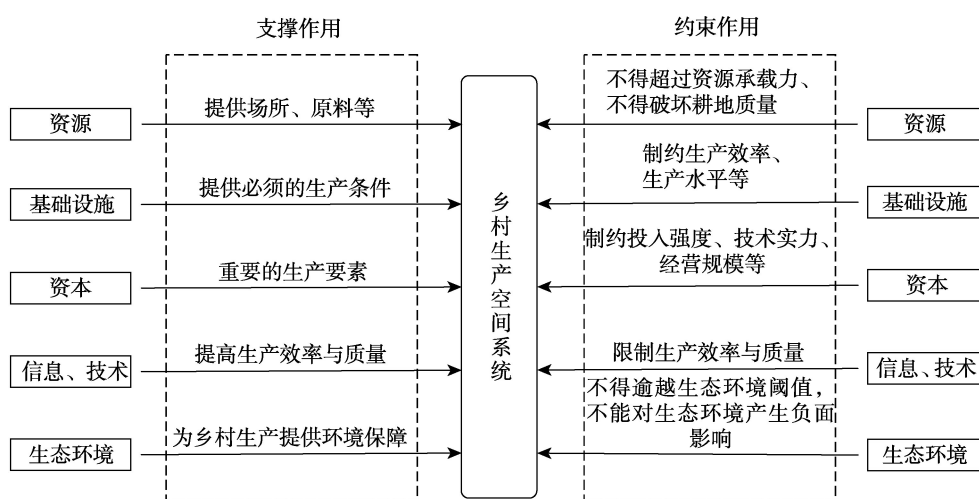 支撑作用
约束作用
资源
提供场所、原料等
不得超过资源承载力、
不得破坏耕地质量
资源
基础设施
提供必须的生产条件
制约生产效率、
生产水平等
基础设施
资本
重要的生产要素
制约投入强度、技术实力、
经营规模等
资本
信息、技术
提高生产效率与质量
限制生产效率与质量
信息、技术
生态环境
为乡村生产提供环境保障
不得逾越生态环境阈值，
不能对生态环境产生负面
影响
生态环境
乡村生产空间系统